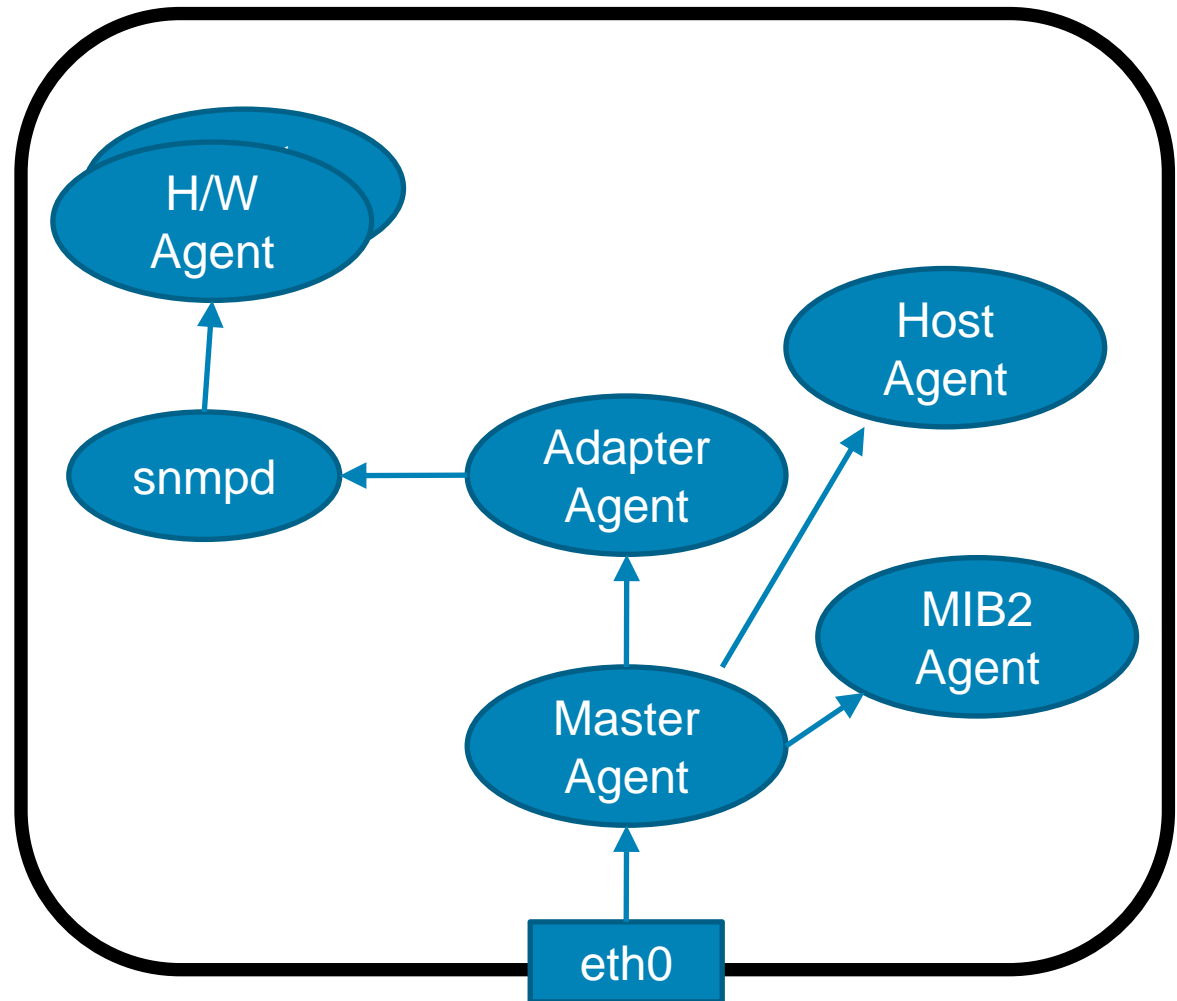 H/W
Agent
Host
Agent
Adapter
Agent
snmpd
MIB2
Agent
Master
Agent
eth0